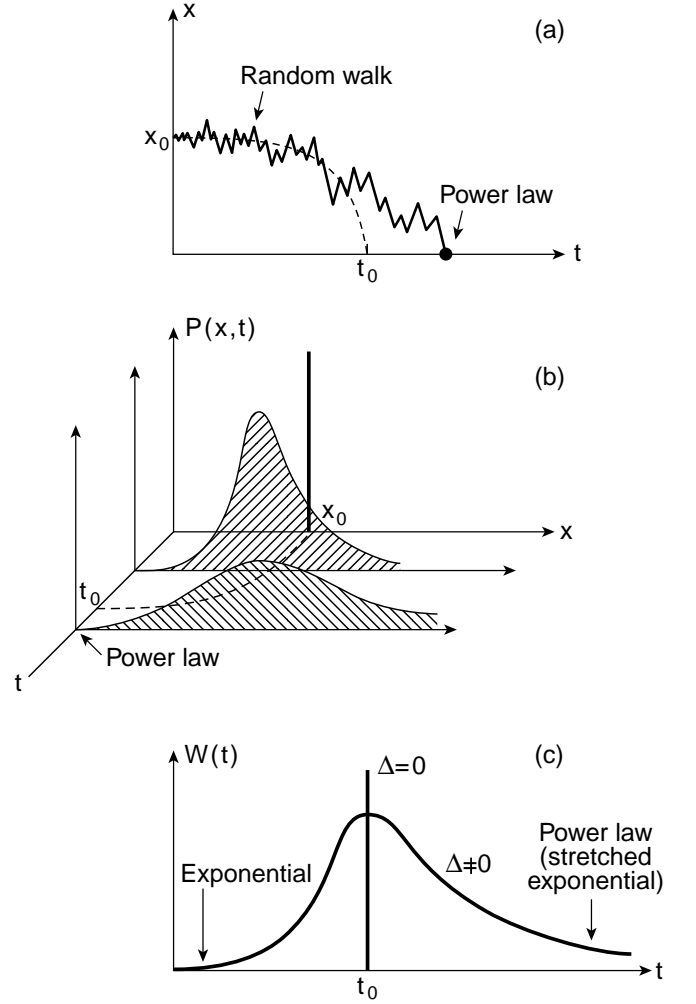 x
(a)
Random walk
x₀
Power law
t₀
t
P(x,t)
(b)
x₀
x
t₀
Power law
t
W(t)
Δ=0
(c)
Power law
(stretched
exponential)
Δ≠0
Exponential
t₀
t